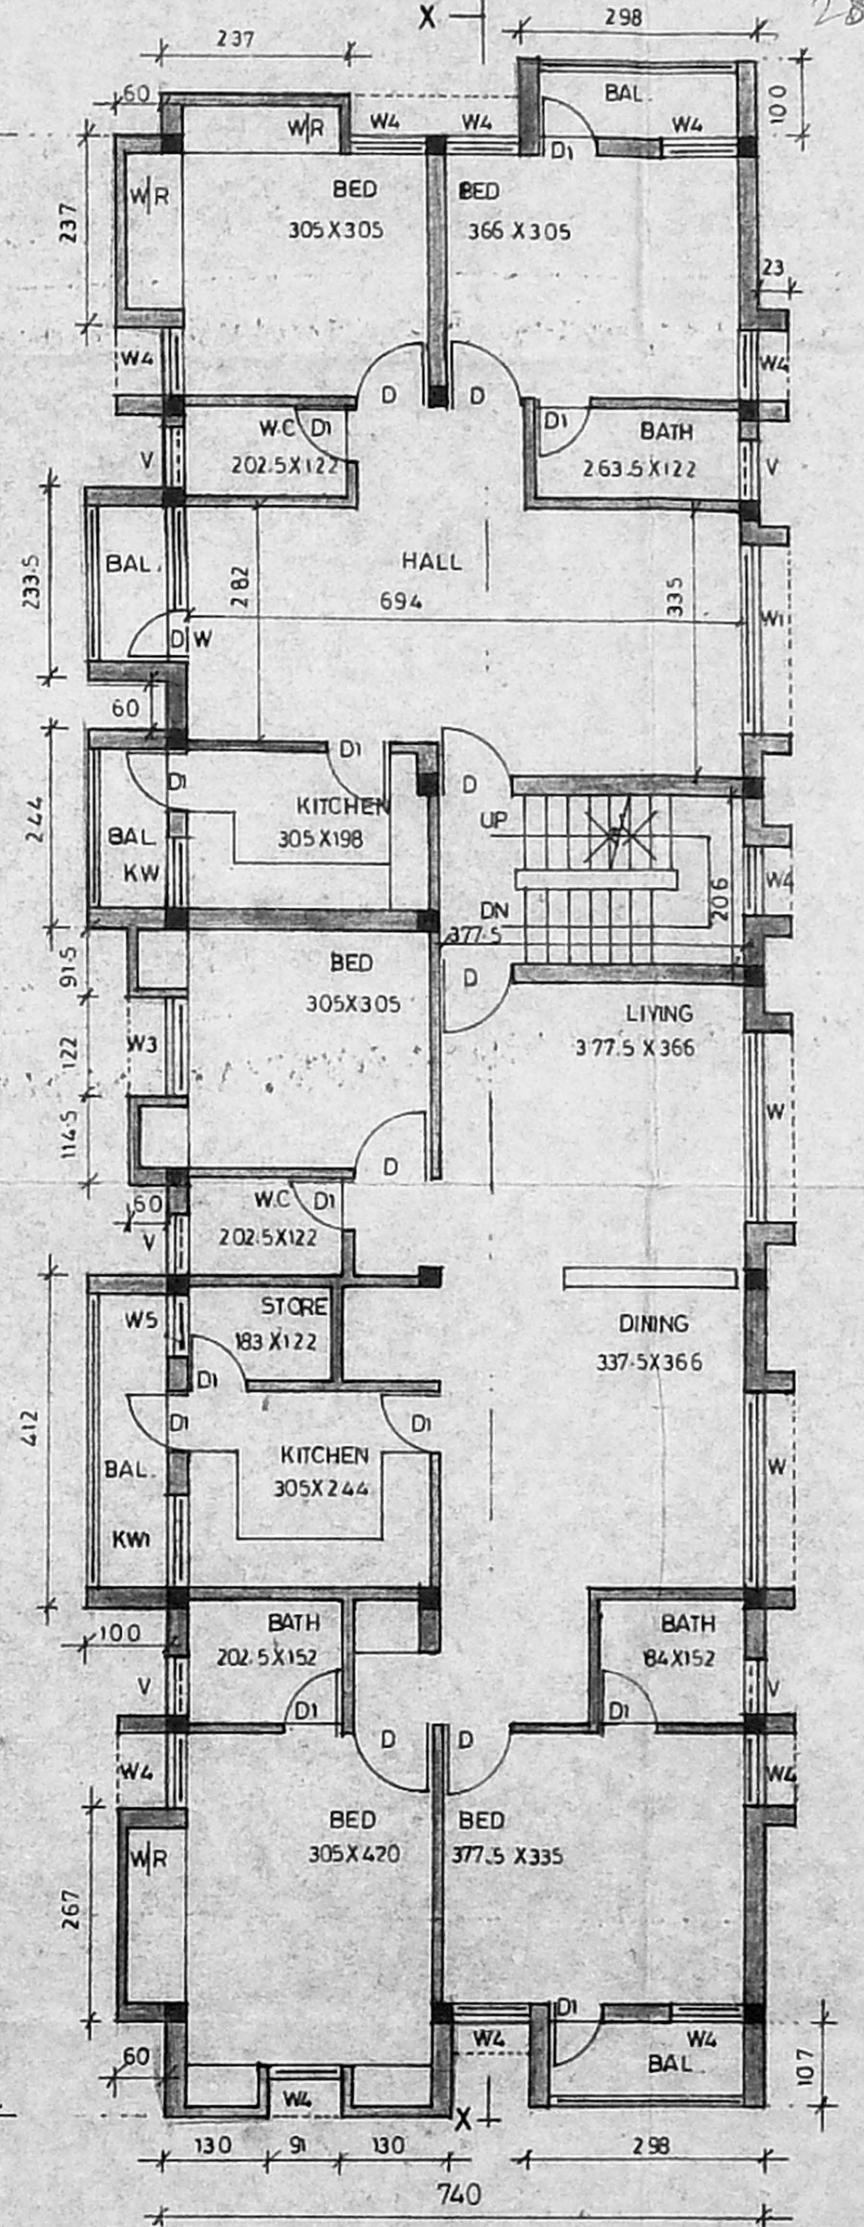 X
298
237
60
BAL.
100
W|R
W4
W4
W4
D1
W|R
BED
BED
237
305X305
366 X305
23
W4
W4
D
D
W.C
D1
D1
BATH
V
202.5X122
263.5X122
V
BAL.
HALL
233.5
282
694
335
W1
D|W
60
D1
D1
D
KITCHEN
UP
305X198
244
BAL
KW
W4
DN
206
377.5
91.5
BED
D
305X305
LIVING
377.5 X366
W3
122
W
114.5
D
60
W.C
D1
V
202.5X122
STORE
W5
183X122
DINING
337.5X366
D1
412
D1
D1
KITCHEN
BAL.
305X244
W
KW1
BATH
BATH
100
202.5X152
84X152
V
V
D1
D1
D
D
W4
W4
BED
BED
305X420
377.5 X335
W|R
267
D1
W4
W4
60
BAL.
107
W4
X
130
91
130
298
740